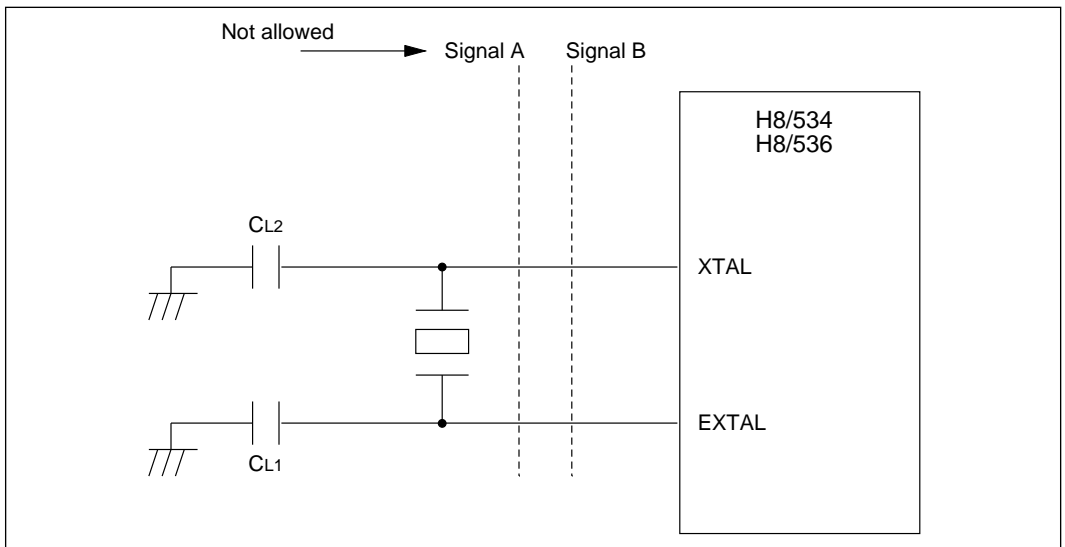 Not allowed
Signal A
Signal B
H8/534
H8/536
CL2
XTAL
EXTAL
CL1